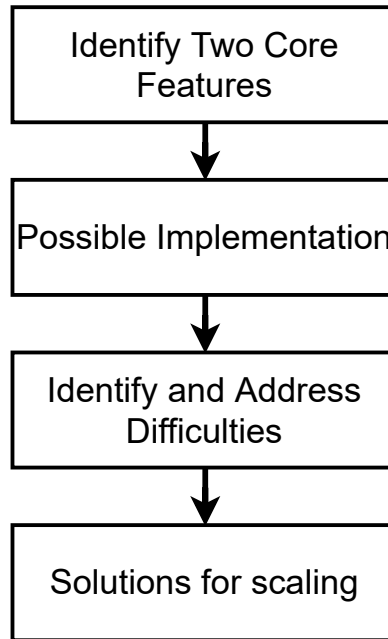 Identify Two Core
Features
Possible Implementation
Identify and Address
Difficulties
Solutions for scaling